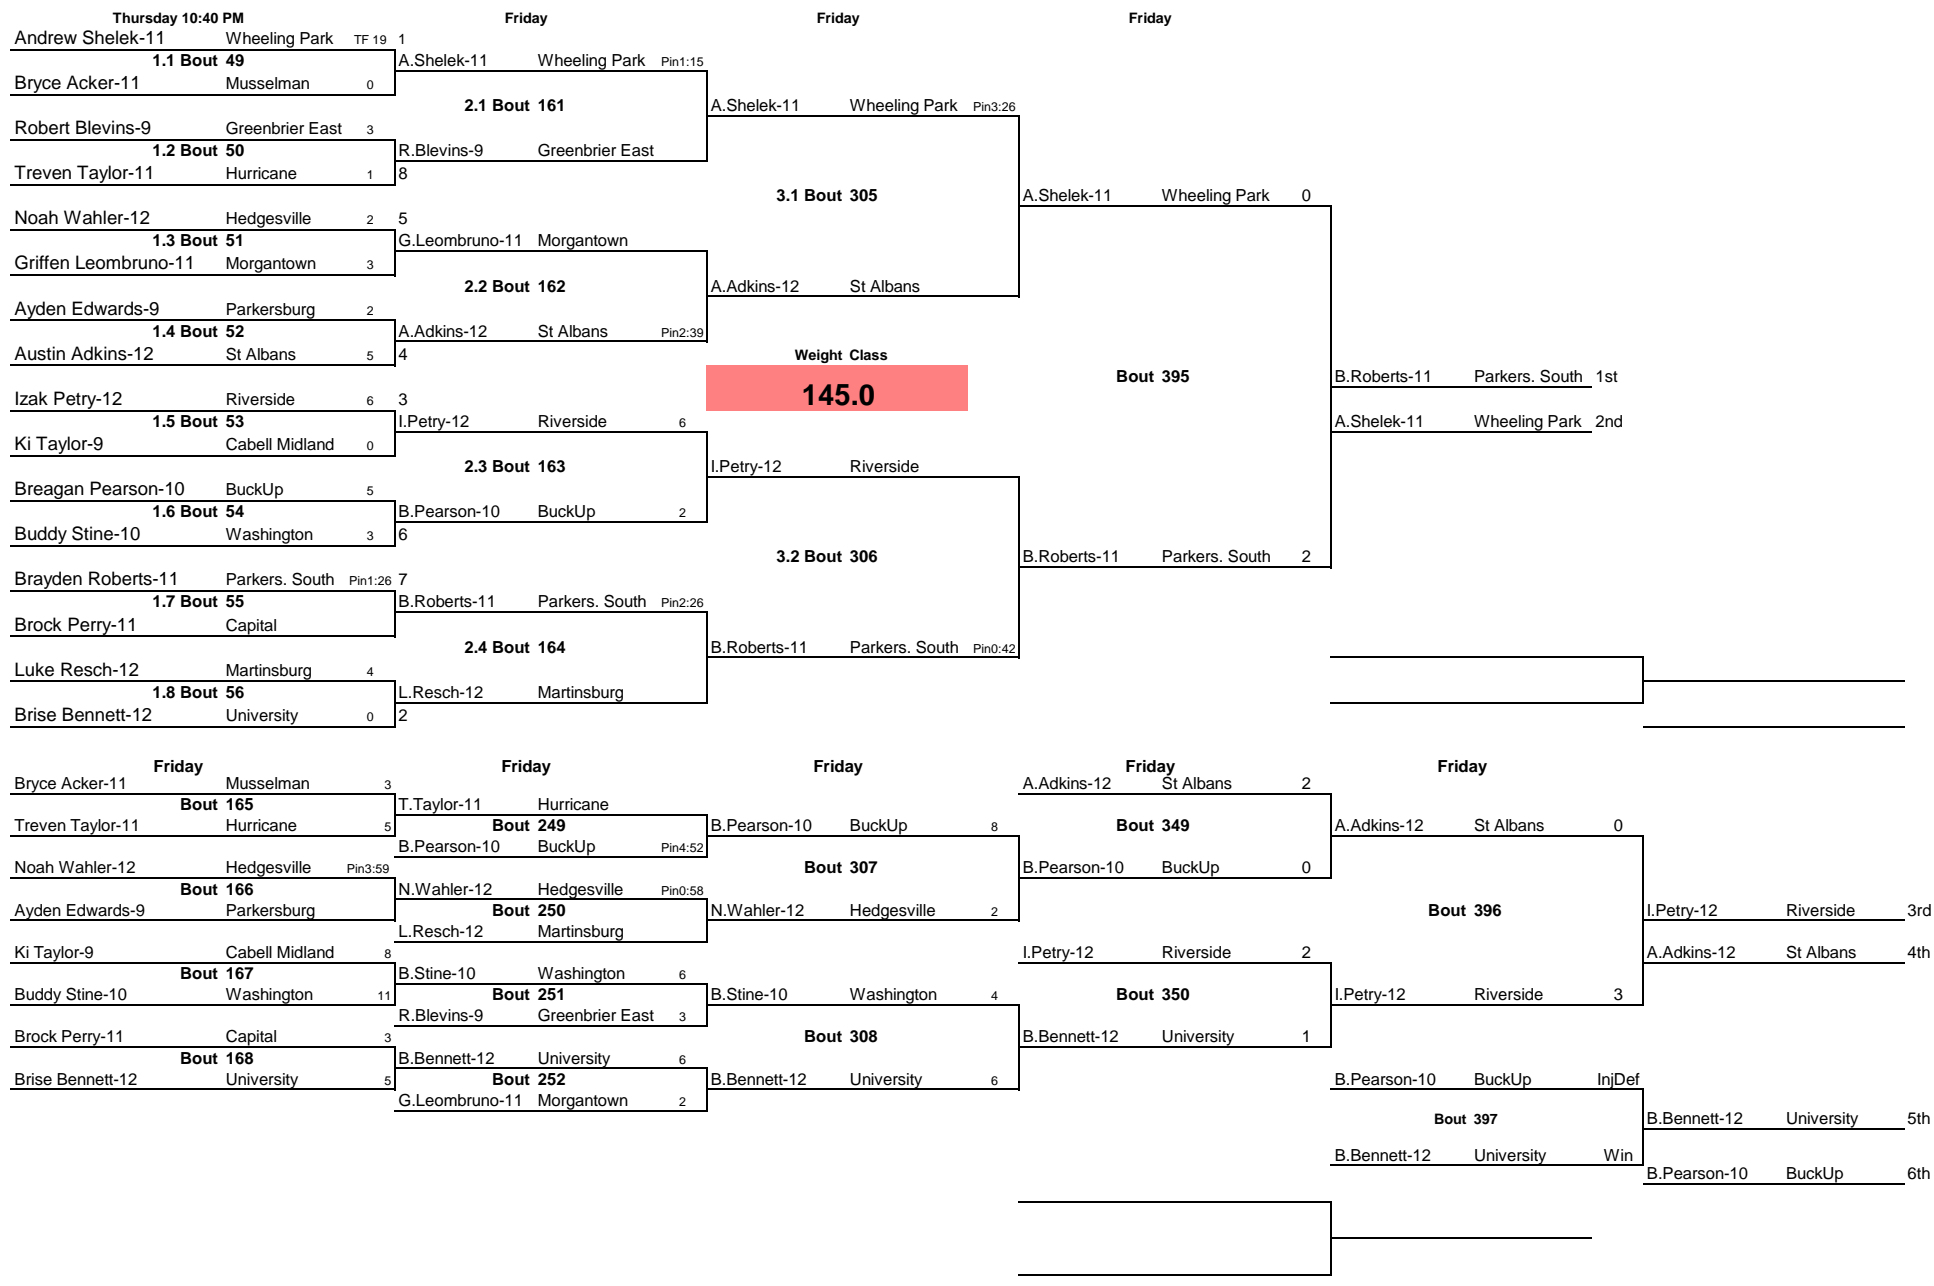 Thursday 10:40 PM Friday Friday Friday
Andrew Shelek-11 Wheeling Park TF 19 1
1.1 Bout 49 A.Shelek-11 Wheeling Park Pin1:15
Bryce Acker-11 Musselman 0
2.1 Bout 161 A.Shelek-11 Wheeling Park Pin3:26
Robert Blevins-9 Greenbrier East 3
1.2 Bout 50 R.Blevins-9 Greenbrier East
Treven Taylor-11 Hurricane 1 8
3.1 Bout 305 A.Shelek-11 Wheeling Park 0
Noah Wahler-12 Hedgesville 2 5
1.3 Bout 51 G.Leombruno-11 Morgantown
Griffen Leombruno-11 Morgantown 3
2.2 Bout 162 A.Adkins-12 St Albans
Ayden Edwards-9 Parkersburg 2
1.4 Bout 52 A.Adkins-12 St Albans Pin2:39
Austin Adkins-12 St Albans 5 4 Weight Class
Bout 395 B.Roberts-11 Parkers. South 1st
Izak Petry-12 Riverside 6 3 145.0
1.5 Bout 53 I.Petry-12 Riverside 6 A.Shelek-11 Wheeling Park 2nd
Ki Taylor-9 Cabell Midland 0
2.3 Bout 163 I.Petry-12 Riverside
Breagan Pearson-10 BuckUp 5
1.6 Bout 54 B.Pearson-10 BuckUp 2
Buddy Stine-10 Washington 3 6
3.2 Bout 306 B.Roberts-11 Parkers. South 2
Brayden Roberts-11 Parkers. South Pin1:26 7
1.7 Bout 55 B.Roberts-11 Parkers. South Pin2:26
Brock Perry-11 Capital
2.4 Bout 164 B.Roberts-11 Parkers. South Pin0:42
Luke Resch-12 Martinsburg 4
1.8 Bout 56 L.Resch-12 Martinsburg
Brise Bennett-12 University 0 2
Friday Friday Friday Friday Friday
Bryce Acker-11 Musselman 3 A.Adkins-12 St Albans 2
Bout 165 T.Taylor-11 Hurricane
Treven Taylor-11 Hurricane 5 Bout 249 B.Pearson-10 BuckUp 8 Bout 349 A.Adkins-12 St Albans 0
B.Pearson-10 BuckUp Pin4:52
Noah Wahler-12 Hedgesville Pin3:59 Bout 307 B.Pearson-10 BuckUp 0
Bout 166 N.Wahler-12 Hedgesville Pin0:58
Ayden Edwards-9 Parkersburg Bout 250 N.Wahler-12 Hedgesville 2 Bout 396 I.Petry-12 Riverside 3rd
L.Resch-12 Martinsburg
Ki Taylor-9 Cabell Midland 8 I.Petry-12 Riverside 2 A.Adkins-12 St Albans 4th
Bout 167 B.Stine-10 Washington 6
Buddy Stine-10 Washington 11 Bout 251 B.Stine-10 Washington 4 Bout 350 I.Petry-12 Riverside 3
R.Blevins-9 Greenbrier East 3
Brock Perry-11 Capital 3 Bout 308 B.Bennett-12 University 1
Bout 168 B.Bennett-12 University 6
Brise Bennett-12 University 5 Bout 252 B.Bennett-12 University 6 B.Pearson-10 BuckUp InjDef
G.Leombruno-11 Morgantown 2
Bout 397 B.Bennett-12 University 5th
B.Bennett-12 University Win
B.Pearson-10 BuckUp 6th